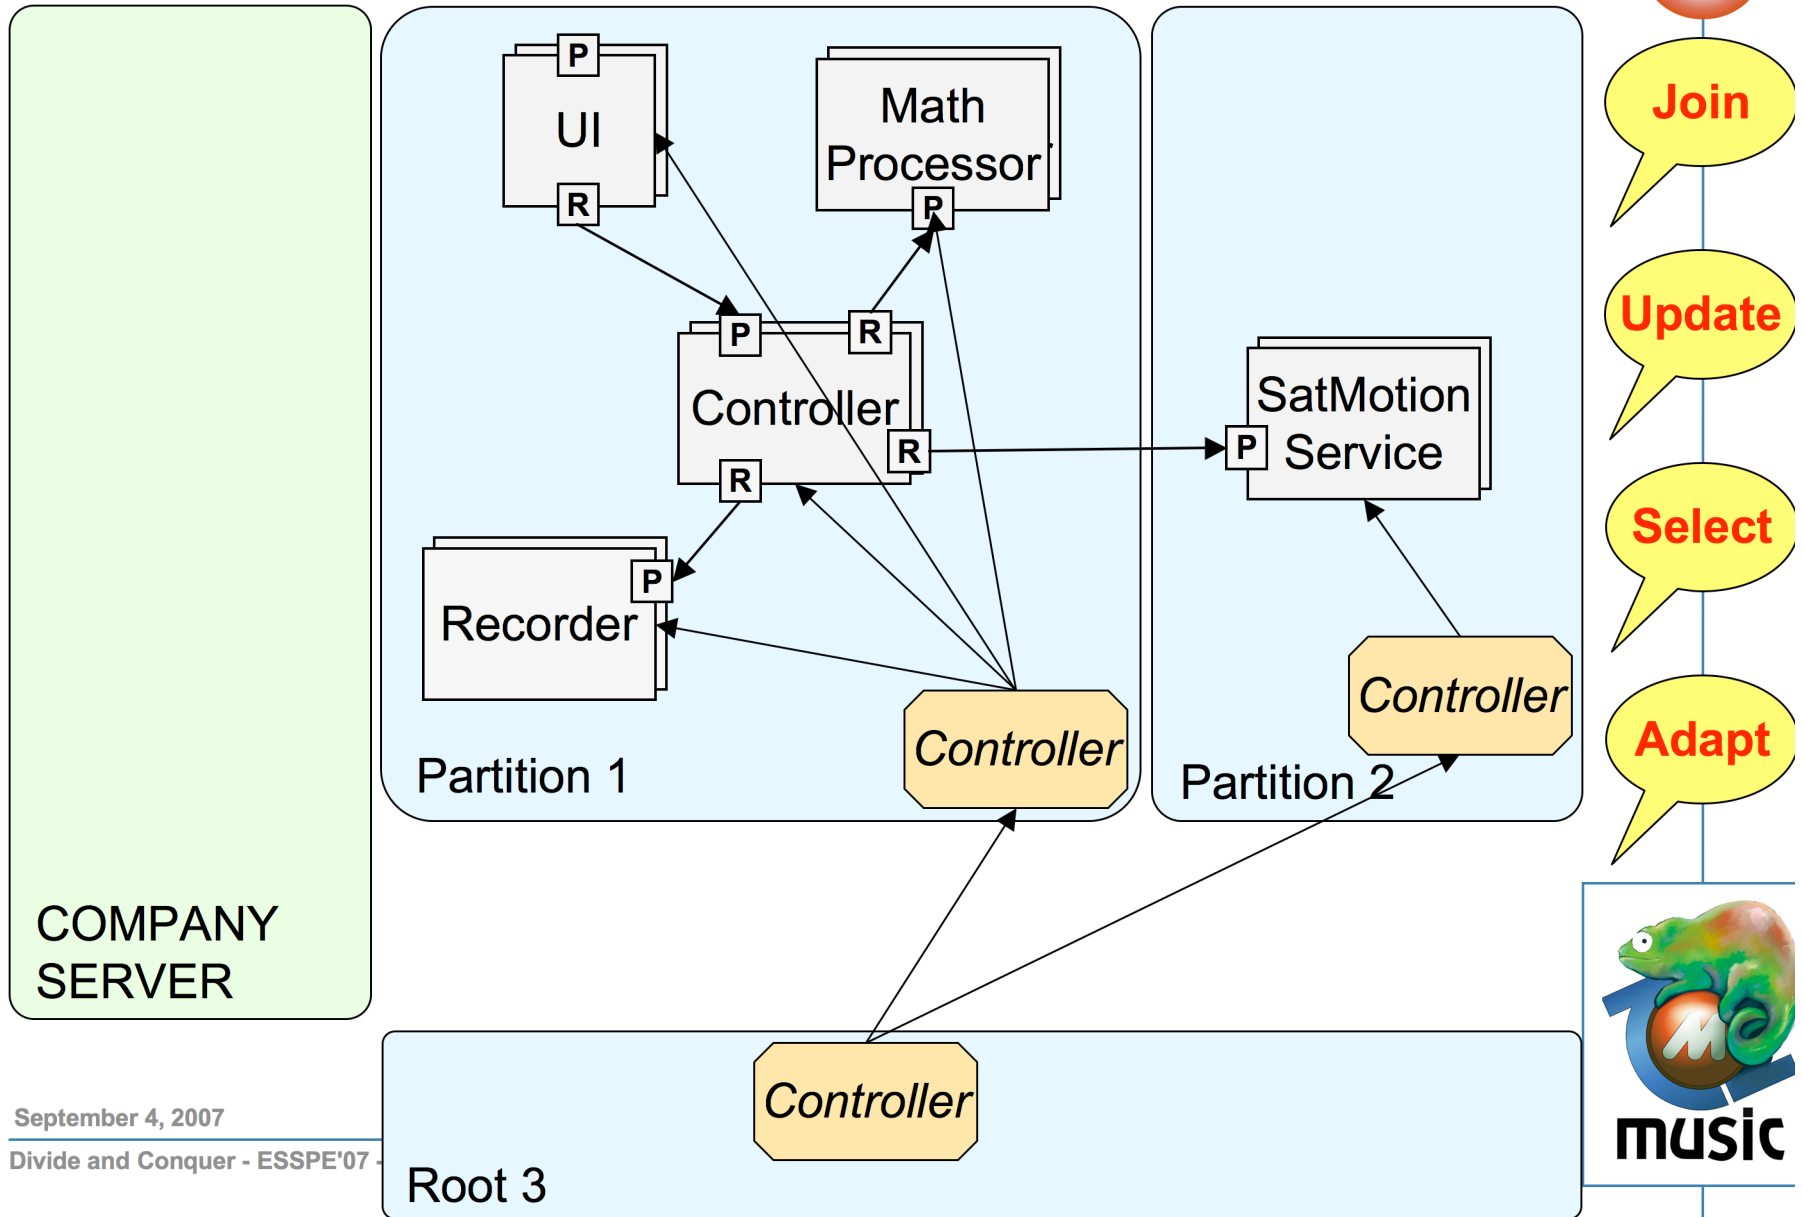 P
UI
R
Math
Processor
P
P
R
Controller
R
R
P
Recorder
Controller
Partition 1
SatMotion
P
Service
Controller
Partition 2
Join
Update
Select
Adapt
COMPANY
SERVER
Controller
Root 3
September 4, 2007
Divide and Conquer - ESSPE'07 -
M
music